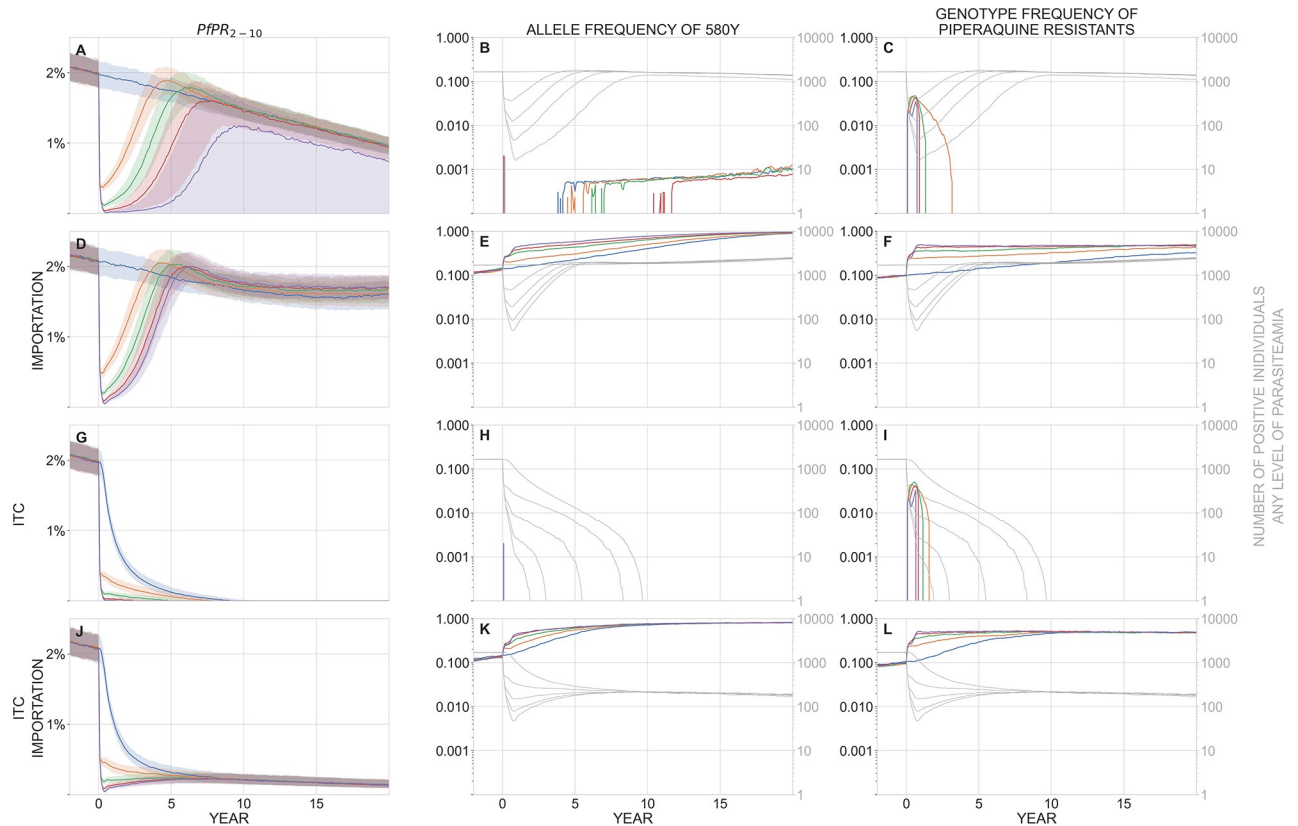 PfPR2−10
ALLELE FREQUENCY OF 580Y
GENOTYPE FREQUENCY OF
PIPERAQUINE RESISTANTS
A
2%
1%
B
1.000
0.100
0.010
0.001
10000
1000
100
10
1
C
1.000
0.100
0.010
0.001
10000
1000
100
10
1
IMPORTATION
D
2%
1%
E
1.000
0.100
0.010
0.001
10000
1000
100
10
1
F
1.000
0.100
0.010
0.001
10000
1000
100
10
1
ITC
G
2%
1%
H
1.000
0.100
0.010
0.001
10000
1000
100
10
1
I
1.000
0.100
0.010
0.001
10000
1000
100
10
1
ITC
IMPORTATION
J
2%
1%
0 5 10 15
YEAR
K
1.000
0.100
0.010
0.001
10000
1000
100
10
1
0 5 10 15
YEAR
L
1.000
0.100
0.010
0.001
10000
1000
100
10
1
0 5 10 15
YEAR
NUMBER OF POSITIVE INIDIVIDUALS
ANY LEVEL OF PARASITEAMIA